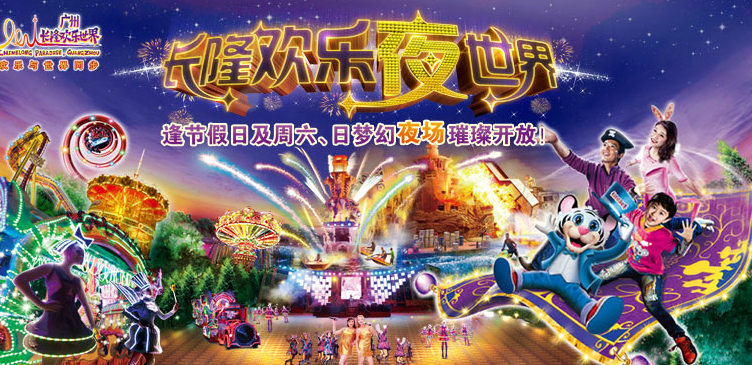 广州
长隆欢乐世界
CHIMELONG PARADISE, GUANGZHOU
欢乐与世界同步
长隆欢乐夜世界
逢节假日及周六、日梦幻夜场璀璨开放!